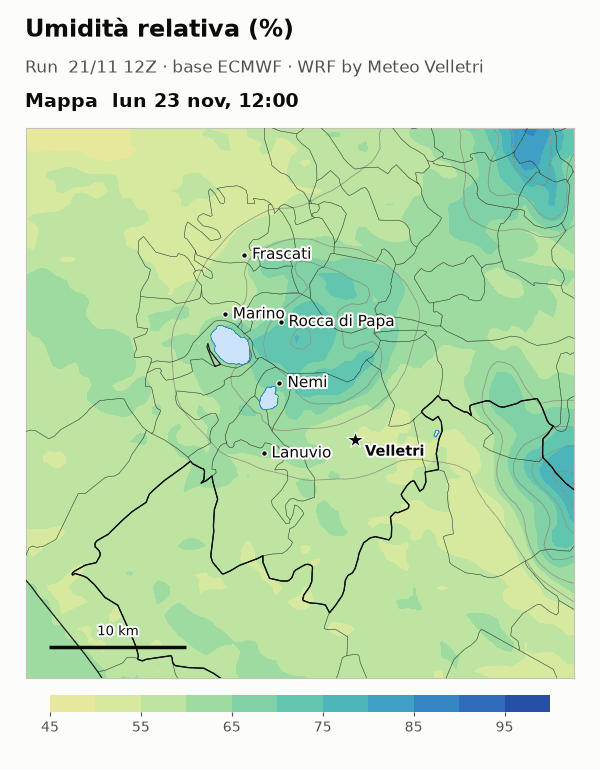 Umidità relativa (%)
Run  21/11 12Z · base ECMWF · WRF by Meteo Velletri
Mappa  lun 23 nov, 12:00
Frascati
Marino
Rocca di Papa
Nemi
Velletri
Lanuvio
10 km
45 55 65 75 85 95